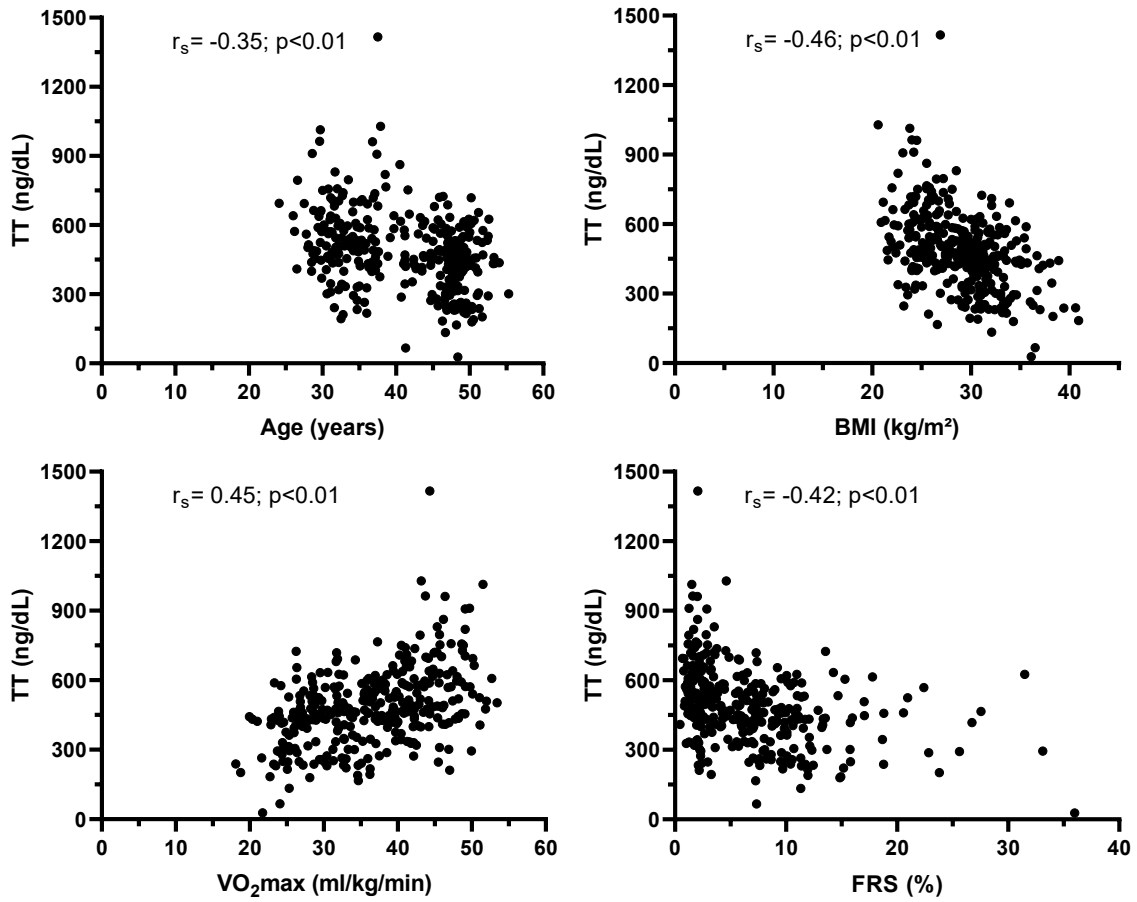 r_s= -0.35; p<0.01
TT (ng/dL)
1500
1200
900
600
300
0
0 10 20 30 40 50 60
Age (years)
r_s= -0.46; p<0.01
TT (ng/dL)
1500
1200
900
600
300
0
0 10 20 30 40
BMI (kg/m²)
r_s= 0.45; p<0.01
TT (ng/dL)
1500
1200
900
600
300
0
0 10 20 30 40 50 60
VO₂max (ml/kg/min)
r_s= -0.42; p<0.01
TT (ng/dL)
1500
1200
900
600
300
0
0 10 20 30 40
FRS (%)